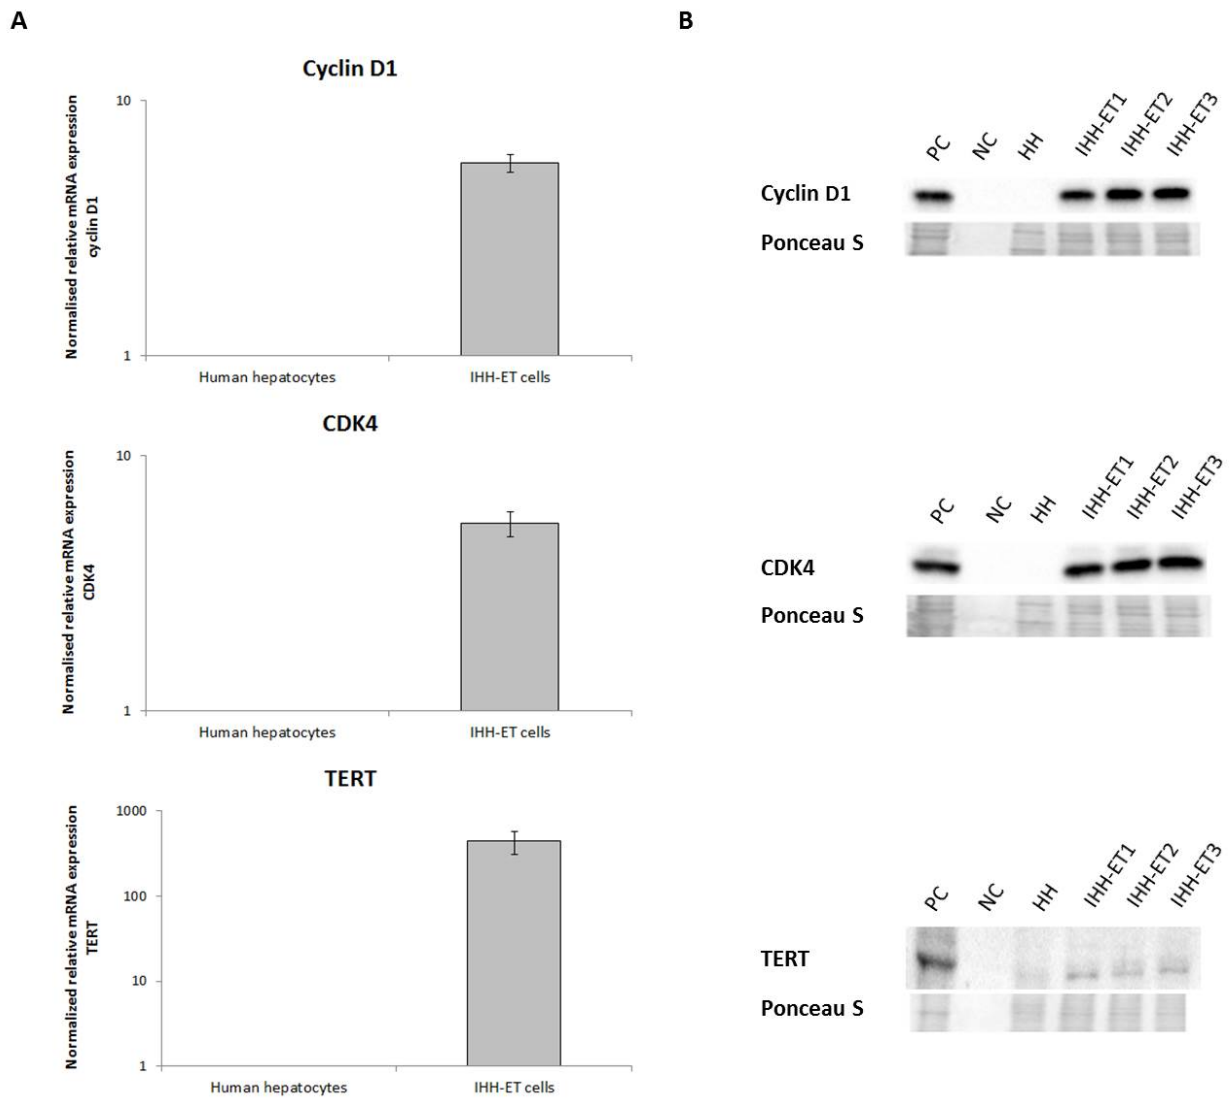 A
Cyclin D1
Normalised relative mRNA expression
cyclin D1
10
1
Human hepatocytes
IHH-ET cells
CDK4
Normalised relative mRNA expression
CDK4
10
1
Human hepatocytes
IHH-ET cells
TERT
Normalized relative mRNA expression
TERT
1000
100
10
1
Human hepatocytes
IHH-ET cells
B
PC NC HH IHH-ET1 IHH-ET2 IHH-ET3
Cyclin D1
Ponceau S
PC NC HH IHH-ET1 IHH-ET2 IHH-ET3
CDK4
Ponceau S
PC NC HH IHH-ET1 IHH-ET2 IHH-ET3
TERT
Ponceau S